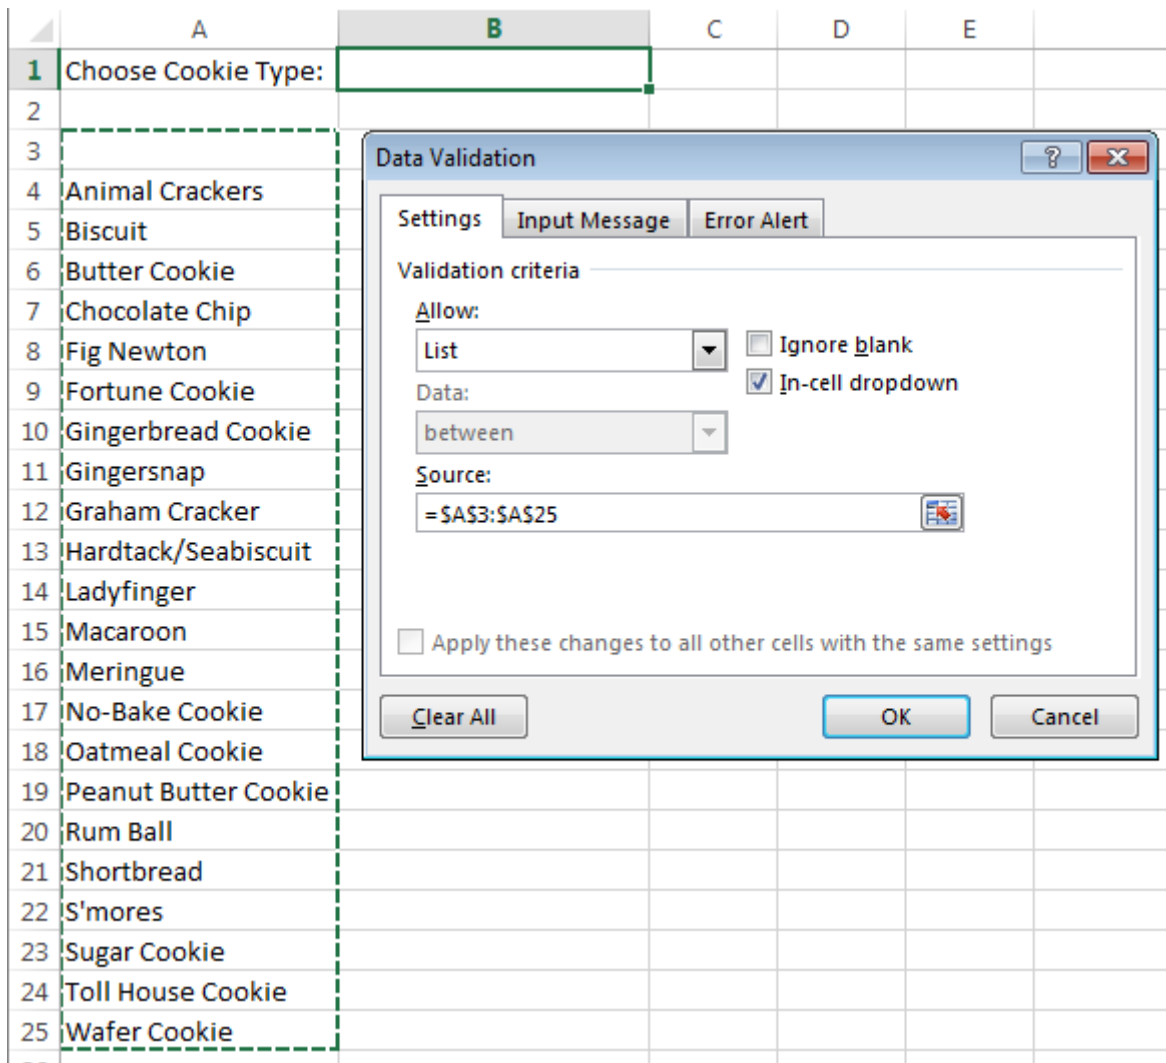 A B C D E
1 Choose Cookie Type:
2
3
Data Validation
4 Animal Crackers
Settings Input Message Error Alert
5 Biscuit
6 Butter Cookie
Validation criteria
7 Chocolate Chip
Allow:
8 Fig Newton
List
Ignore blank
9 Fortune Cookie
Data:
In-cell dropdown
10 Gingerbread Cookie
between
11 Gingersnap
Source:
12 Graham Cracker
=$A$3:$A$25
13 Hardtack/Seabiscuit
14 Ladyfinger
15 Macaroon
Apply these changes to all other cells with the same settings
16 Meringue
17 No-Bake Cookie
Clear All OK Cancel
18 Oatmeal Cookie
19 Peanut Butter Cookie
20 Rum Ball
21 Shortbread
22 S'mores
23 Sugar Cookie
24 Toll House Cookie
25 Wafer Cookie